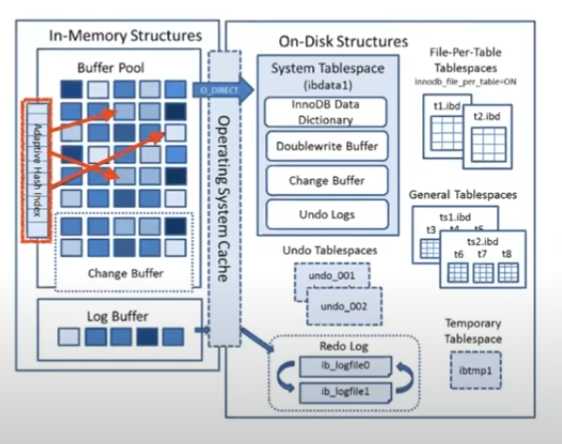 In-Memory Structures
Buffer Pool
Adaptive Hash Index
Change Buffer
Log Buffer
O_DIRECT
Operating System Cache
On-Disk Structures
System Tablespace
(ibdata1)
InnoDB Data
Dictionary
Doublewrite Buffer
Change Buffer
Undo Logs
File-Per-Table
Tablespaces
innodb_file_per_table=ON
t1.ibd
t2.ibd
General Tablespaces
ts1.ibd
t3 t4 t5
ts2.ibd
t6 t7 t8
Undo Tablespaces
undo_001
undo_002
Redo Log
ib_logfile0
ib_logfile1
Temporary
Tablespace
ibtmp1